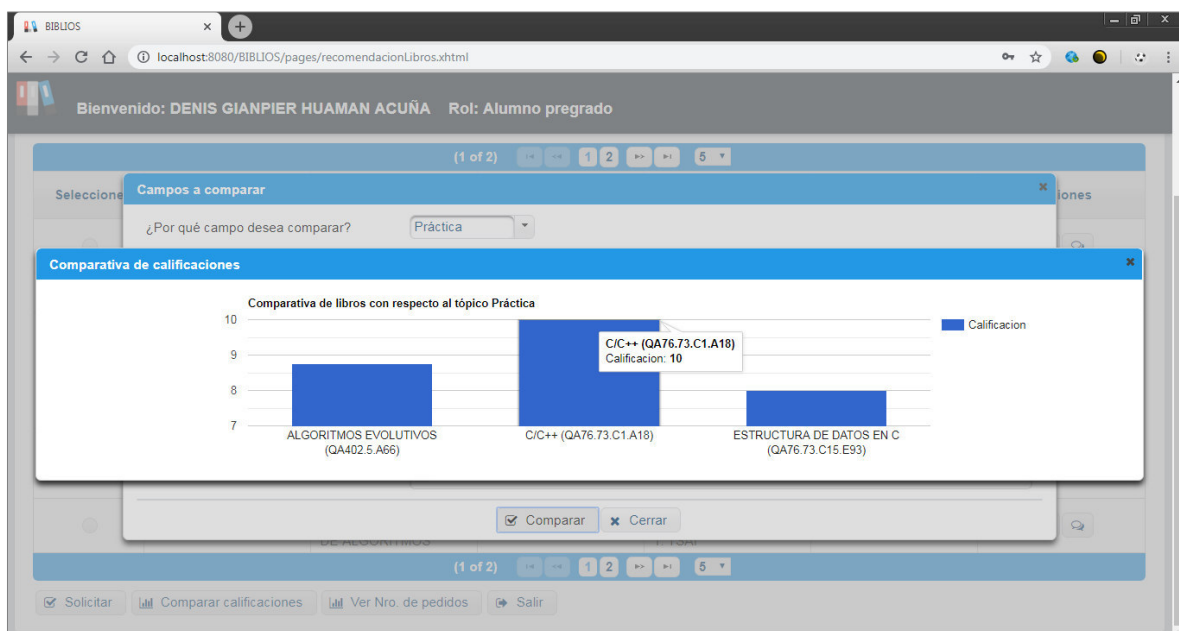 BIBLIOS
localhost:8080/BIBLIOS/pages/recomendacionLibros.xhtml
Bienvenido: DENIS GIANPIER HUAMAN ACUÑA Rol: Alumno pregrado
(1 of 2) 1 2 5
Seleccione
Campos a comparar
iones
¿Por qué campo desea comparar? Práctica
Comparativa de calificaciones
Comparativa de libros con respecto al tópico Práctica
10
9
8
7
Calificacion
C/C++ (QA76.73.C1.A18)
Calificacion: 10
ALGORITMOS EVOLUTIVOS
(QA402.5.A66)
C/C++ (QA76.73.C1.A18)
ESTRUCTURA DE DATOS EN C
(QA76.73.C15.E93)
Comparar Cerrar
DE ALGORITMOS
(1 of 2) 1 2 5
Solicitar Comparar calificaciones Ver Nro. de pedidos Salir